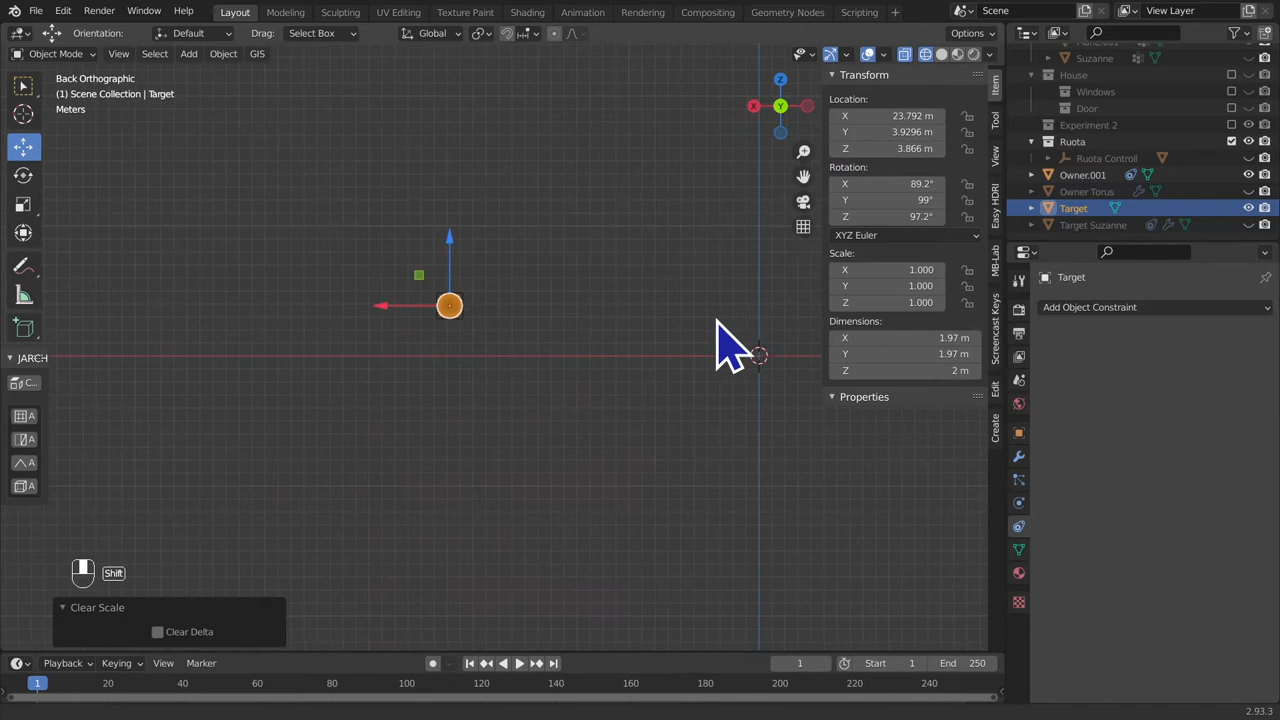 File Edit Render Window Help Layout Modeling Sculpting UV Editing Texture Paint Shading Animation Rendering Compositing Geometry Nodes Scripting + Scene View Layer
Orientation: Default Drag: Select Box Global Options
Object Mode View Select Add Object GIS
Back Orthographic
(1) Scene Collection | Target
Meters
Z
X
Y
Transform
Location:
X 23.792 m
Y 3.9296 m
Z 3.866 m
Rotation:
X 89.2°
Y 99°
Z 97.2°
XYZ Euler
Scale:
X 1.000
Y 1.000
Z 1.000
Dimensions:
X 1.97 m
Y 1.97 m
Z 2 m
Properties
Item
Tool
View
Easy HDRI
MB-Lab
Screencast Keys
Edit
Create
Suzanne
House
Windows
Door
Experiment 2
Ruota
Ruota Controll
Owner.001
Owner Torus
Target
Target Suzanne
Target
Add Object Constraint
JARCH
C...
A
A
A
A
Shift
Clear Scale
Clear Delta
Playback Keying View Marker 1 Start 1 End 250
1 20 40 60 80 100 120 140 160 180 200 220 240
2.93.3